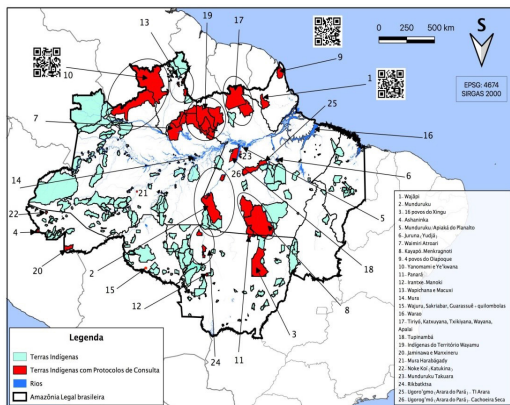 19
17
13
0 250 500 km
S
9
10
1
EPSG: 4674
SIRGAS 2000
25
7
16
23
14
26
6
21
1- Wajãpi
2. Munduruku
3. 16 povos do Xingu
4. Ashaninka
5. Munduruku, Apiaká do Planalto
6. Juruna, Yudjá
7. Waimiri Atroari
8. Kayapó, Menkragnoti
9. 4 povos do Oiapoque
10. Yanomami e Ye'kwana
11. Panará
12. Irantxe, Manoki
13. Wapichana e Macuxi
14. Mura
15. Wajuru, Sakriabar, Guarassuê - quilombolas
16. Warao
17. Tiriyó, Katxuyana, Txikiyana, Wayana,
Apalai
18. Tupinambá
19. Indígenas do Território Wayamu
20. Jaminawa e Manxineru
21. Mura Harabägady
22. Noke Koí, Katukina
23. Munduruku Takuara
24. Rikbaktsa
25. Ugoro'gmo, Arara do Pará - TI Arara
26. Ugorog'mó, Arara do Pará - Cachoeira Seca
22
4
5
20
2
18
15
12
8
24
11
3
Legenda
Terras Indígenas
Terras Indígenas com Protocolos de Consulta
Rios
Amazônia Legal brasileira